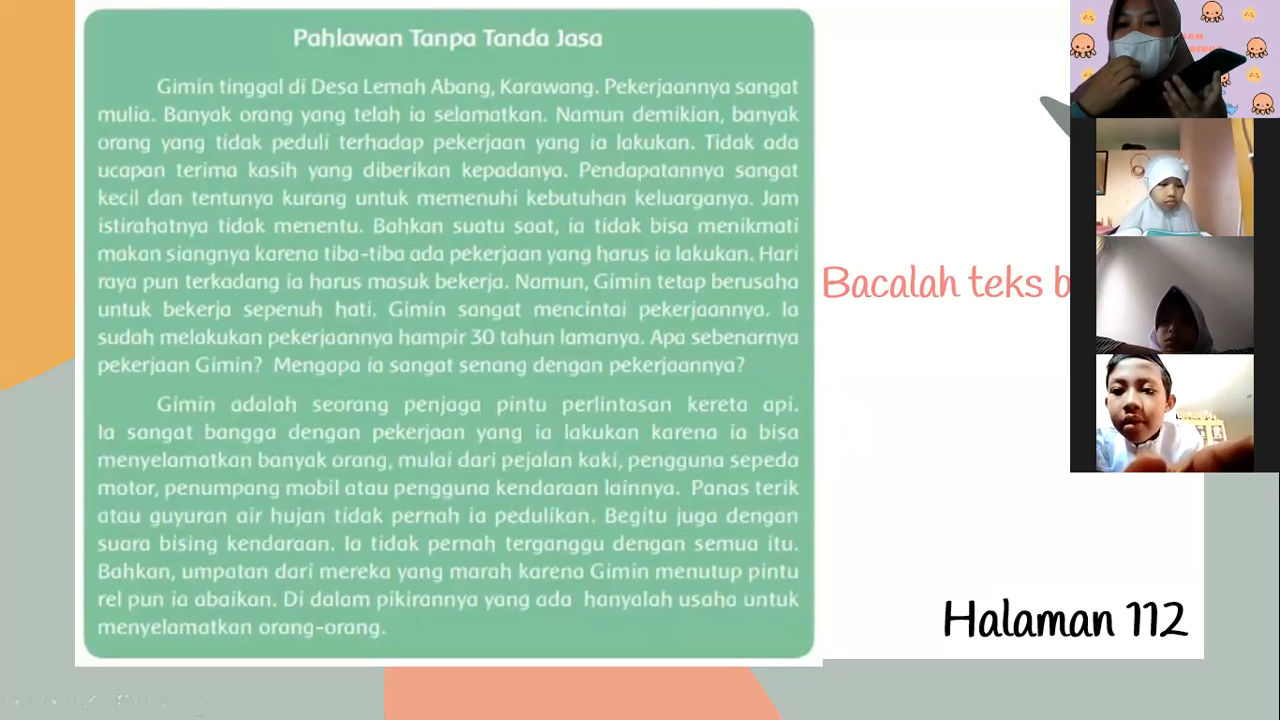 Pahlawan Tanpa Tanda Jasa
Gimin tinggal di Desa Lemah Abang, Karawang. Pekerjaannya sangat
mulia. Banyak orang yang telah ia selamatkan. Namun demikian, banyak
orang yang tidak peduli terhadap pekerjaan yang ia lakukan. Tidak ada
ucapan terima kasih yang diberikan kepadanya. Pendapatannya sangat
kecil dan tentunya kurang untuk memenuhi kebutuhan keluarganya. Jam
istirahatnya tidak menentu. Bahkan suatu saat, ia tidak bisa menikmati
makan siangnya karena tiba-tiba ada pekerjaan yang harus ia lakukan. Hari
raya pun terkadang ia harus masuk bekerja. Namun, Gimin tetap berusaha
untuk bekerja sepenuh hati. Gimin sangat mencintai pekerjaannya. Ia
sudah melakukan pekerjaannya hampir 30 tahun lamanya. Apa sebenarnya
pekerjaan Gimin? Mengapa ia sangat senang dengan pekerjaannya?
Gimin adalah seorang penjaga pintu perlintasan kereta api.
Ia sangat bangga dengan pekerjaan yang ia lakukan karena ia bisa
menyelamatkan banyak orang, mulai dari pejalan kaki, pengguna sepeda
motor, penumpang mobil atau pengguna kendaraan lainnya. Panas terik
atau guyuran air hujan tidak pernah ia pedulikan. Begitu juga dengan
suara bising kendaraan. Ia tidak pernah terganggu dengan semua itu.
Bahkan, umpatan dari mereka yang marah karena Gimin menutup pintu
rel pun ia abaikan. Di dalam pikirannya yang ada hanyalah usaha untuk
menyelamatkan orang-orang.
Bacalah teks b
Halaman 112